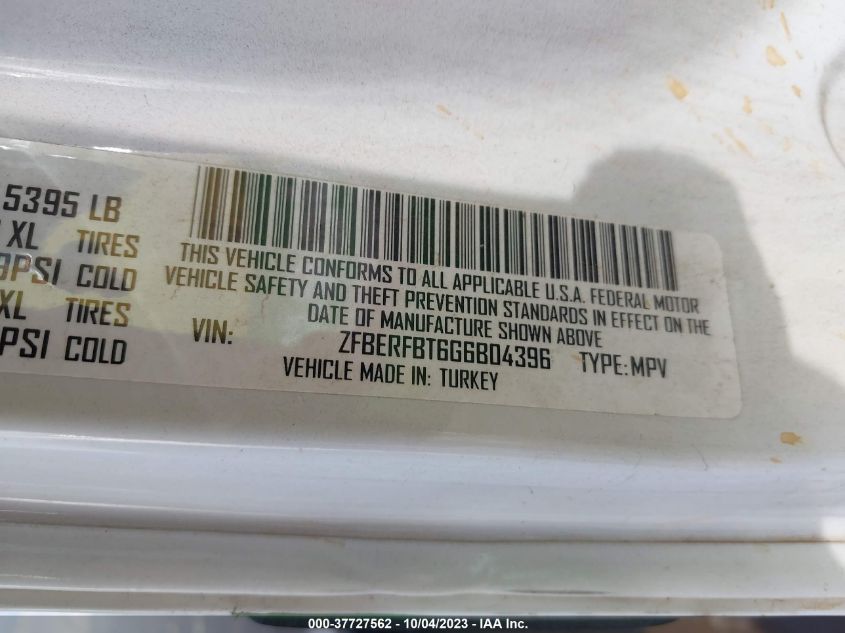 5395 LB
XL TIRES
PSI COLD
XL TIRES
PSI COLD
THIS VEHICLE CONFORMS TO ALL APPLICABLE U.S.A. FEDERAL MOTOR
VEHICLE SAFETY AND THEFT PREVENTION STANDARDS IN EFFECT ON THE
DATE OF MANUFACTURE SHOWN ABOVE
VIN: ZFBERFBT6G6B04396 TYPE: MPV
VEHICLE MADE IN: TURKEY
000-37727562 - 10/04/2023 - IAA Inc.